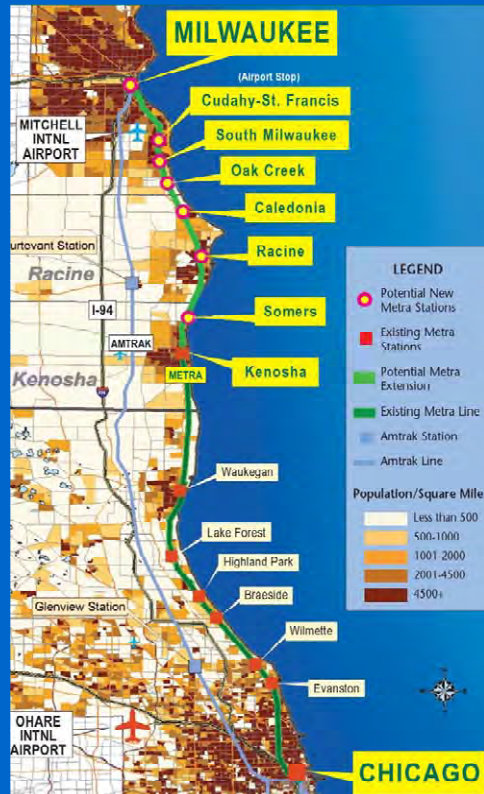 MILWAUKEE
(Airport Stop)
Cudahy-St. Francis
MITCHELL
INTNL
AIRPORT
South Milwaukee
Oak Creek
Caledonia
urtevant Station
Racine
Racine
I-94
Somers
AMTRAK
Kenosha
METRA
Kenosha
Waukegan
Lake Forest
Highland Park
Braeside
Glenview Station
Wilmette
Evanston
OHARE
INTNL
AIRPORT
CHICAGO
LEGEND
Potential New
Metra Stations
Existing Metra
Stations
Potential Metra
Extension
Existing Metra Line
Amtrak Station
Amtrak Line
Population/Square Mile
Less than 500
500-1000
1001-2000
2001-4500
4500+